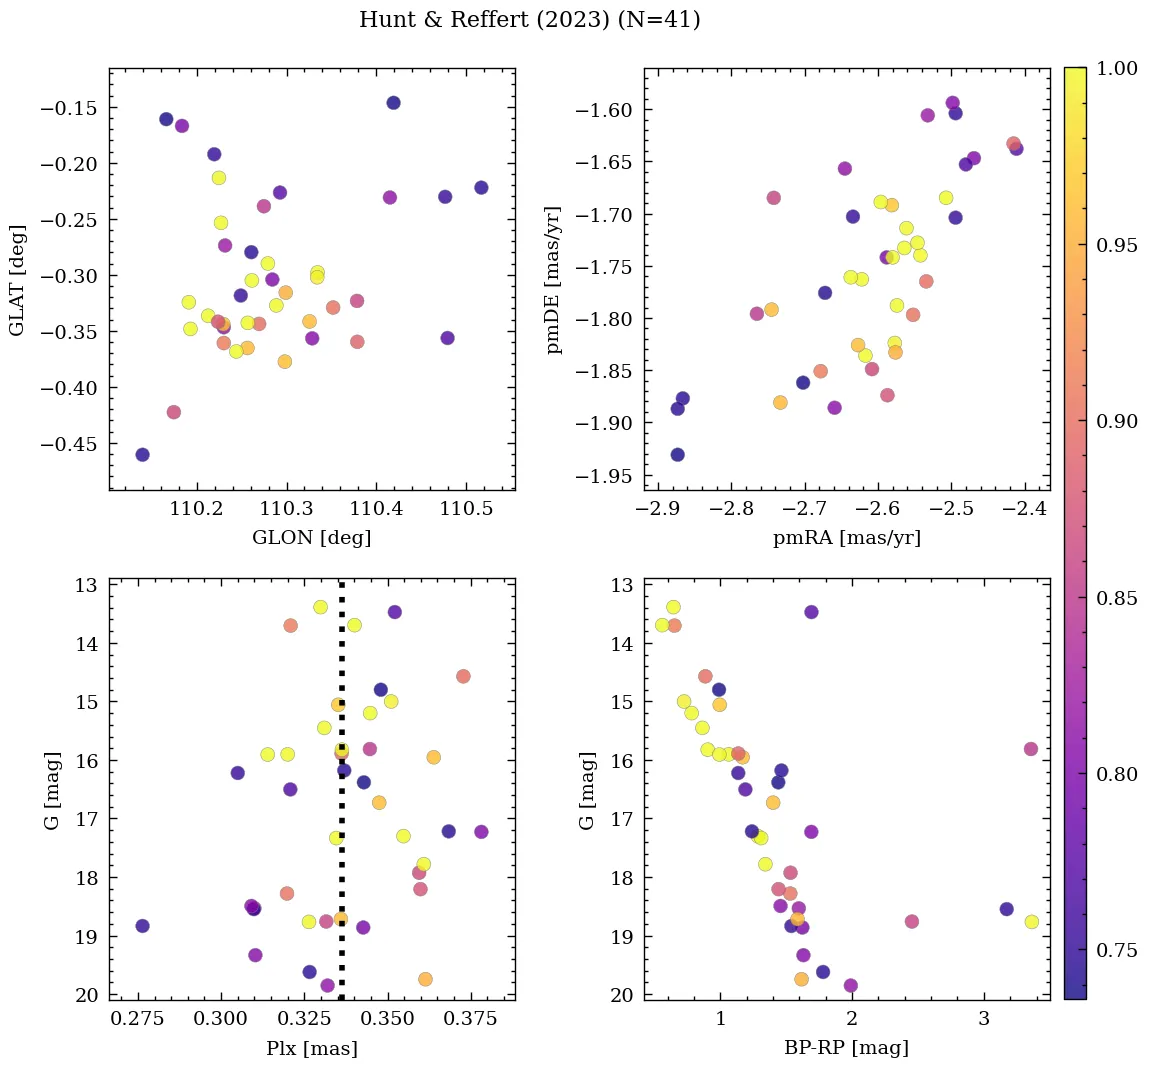 Hunt & Reffert (2023) (N=41)
−0.15
−0.20
−0.25
−0.30
−0.35
−0.40
−0.45
GLAT [deg]
110.2 110.3 110.4 110.5
GLON [deg]
−1.60
−1.65
−1.70
−1.75
−1.80
−1.85
−1.90
−1.95
pmDE [mas/yr]
−2.9 −2.8 −2.7 −2.6 −2.5 −2.4
pmRA [mas/yr]
13
14
15
16
17
18
19
20
G [mag]
0.275 0.300 0.325 0.350 0.375
Plx [mas]
13
14
15
16
17
18
19
20
G [mag]
1 2 3
BP-RP [mag]
1.00
0.95
0.90
0.85
0.80
0.75